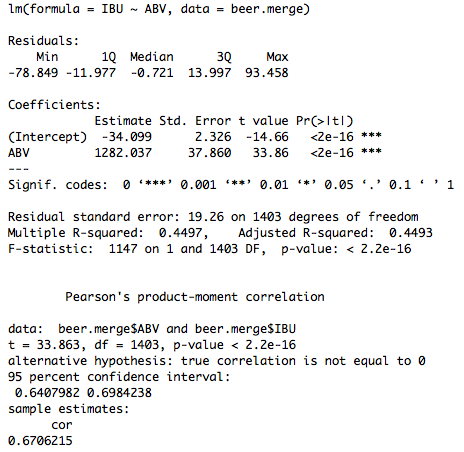 lm(formula = IBU ~ ABV, data = beer.merge)
Residuals:
Min 1Q Median 3Q Max
-78.849 -11.977 -0.721 13.997 93.458
Coefficients:
Estimate Std. Error t value Pr(>|t|)
(Intercept) -34.099 2.326 -14.66 <2e-16 ***
ABV 1282.037 37.860 33.86 <2e-16 ***
---
Signif. codes: 0 ‘***’ 0.001 ‘**’ 0.01 ‘*’ 0.05 ‘.’ 0.1 ‘ ’ 1
Residual standard error: 19.26 on 1403 degrees of freedom
Multiple R-squared: 0.4497, Adjusted R-squared: 0.4493
F-statistic: 1147 on 1 and 1403 DF, p-value: < 2.2e-16
Pearson's product-moment correlation
data: beer.merge$ABV and beer.merge$IBU
t = 33.863, df = 1403, p-value < 2.2e-16
alternative hypothesis: true correlation is not equal to 0
95 percent confidence interval:
0.6407982 0.6984238
sample estimates:
cor
0.6706215